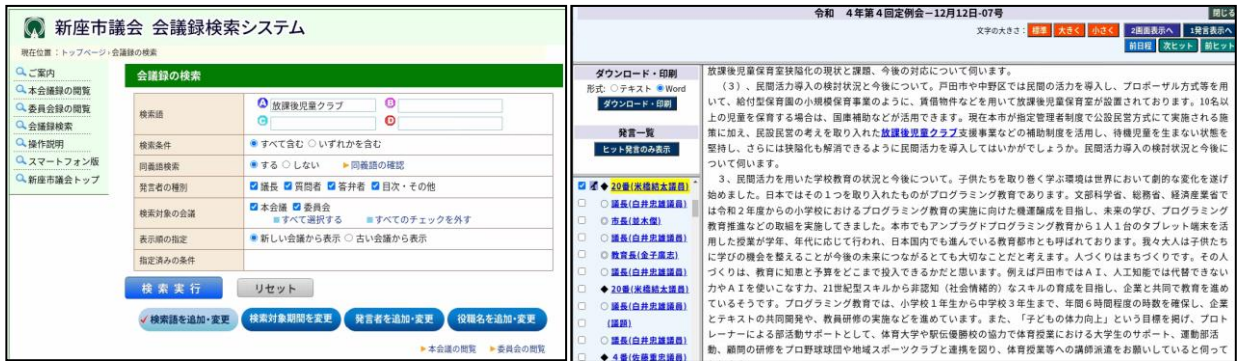 新座市議会 会議録検索システム
現在位置：トップページ›会議録の検索
ご案内
本会議録の閲覧
委員会録の閲覧
会議録検索
操作説明
スマートフォン版
新座市議会トップ
会議録の検索
検索語
A 放課後児童クラブ B
C D
検索条件 すべて含む いずれかを含む
同義語検索 する しない ▶同義語の確認
発言者の種別 議長 質問者 答弁者 目次・その他
検索対象の会議 本会議 委員会
すべて選択する すべてのチェックを外す
表示順の指定 新しい会議から表示 古い会議から表示
指定済みの条件
検索実行 リセット
検索語を追加・変更 検索対象期間を変更 発言者を追加・変更 役職名を追加・変更
▶本会議の閲覧 ▶委員会の閲覧
令和 4年第4回定例会－12月12日-07号
閉じる
文字の大きさ： 標準 大きく 小さく 2画面表示へ 1発言表示へ
前日程 次ヒット 前ヒット
ダウンロード・印刷
形式: テキスト Word
ダウンロード・印刷
発言一覧
ヒット発言のみ表示
◆ 20番(米橋結太議員)
議長(白井忠雄議員)
市長(並木傑)
議長(白井忠雄議員)
教育長(金子廣志)
議長(白井忠雄議員)
◆ 20番(米橋結太議員)
議長(白井忠雄議員)
(議題)
議長(白井忠雄議員)
◆ 4番(佐藤重忠議員)
放課後児童保育室狭隘化の現状と課題、今後の対応について伺います。
（３）、民間活力導入の検討状況と今後について。戸田市や中野区では民間の活力を導入し、プロポーザル方式等を用
いて、給付型保育園の小規模保育事業のように、賃借物件などを用いて放課後児童保育室が設置されております。10名以
上の児童を保育する場合は、国庫補助などが活用できます。現在本市が指定管理者制度で公設民営方式にて実施される施
策に加え、民設民営の考えを取り入れた放課後児童クラブ支援事業などの補助制度を活用し、待機児童を生まない状態を
堅持し、さらには狭隘化も解消できるように民間活力を導入してはいかがでしょうか。民間活力導入の検討状況と今後に
ついて伺います。
３、民間活力を用いた学校教育の状況と今後について。子供たちを取り巻く学ぶ環境は世界において劇的な変化を遂げ
始めました。日本ではその１つを取り入れたものがプログラミング教育であります。文部科学省、総務省、経済産業省で
は令和２年度からの小学校におけるプログラミング教育の実施に向けた機運醸成を目指し、未来の学び、プログラミング
教育推進などの取組を実施してきました。本市でもアンプラグドプログラミング教育から１人１台のタブレット端末を活
用した授業が学年、年代に応じて行われ、日本国内でも進んでいる教育都市とも呼ばれております。我々大人は子供たち
に学びの機会を整えることが今後の未来につながるとても大切なことだと考えます。人づくりはまちづくりです。その人
づくりは、教育に知恵と予算をどこまで投入できるかだと思います。例えば戸田市ではＡＩ、人工知能では代替できない
力やＡＩを使いこなす力、21世紀型スキルから非認知（社会情緒的）なスキルの育成を目指し、企業と共同で教育を進め
ているそうです。プログラミング教育では、小学校１年生から中学校３年生まで、年間６時間程度の時数を確保し、企業
とテキストの共同開発や、教員研修の実施などを進めています。また、「子どもの体力向上」という目標を掲げ、プロト
レーナーによる部活動サポートとして、体育大学や駅伝優勝校の協力で体育授業における大学生のサポート、運動部活
動、顧問の研修をプロ野球球団や地域スポーツクラブと連携を図り、体育授業等への講師派遣をお願いしていると伺って